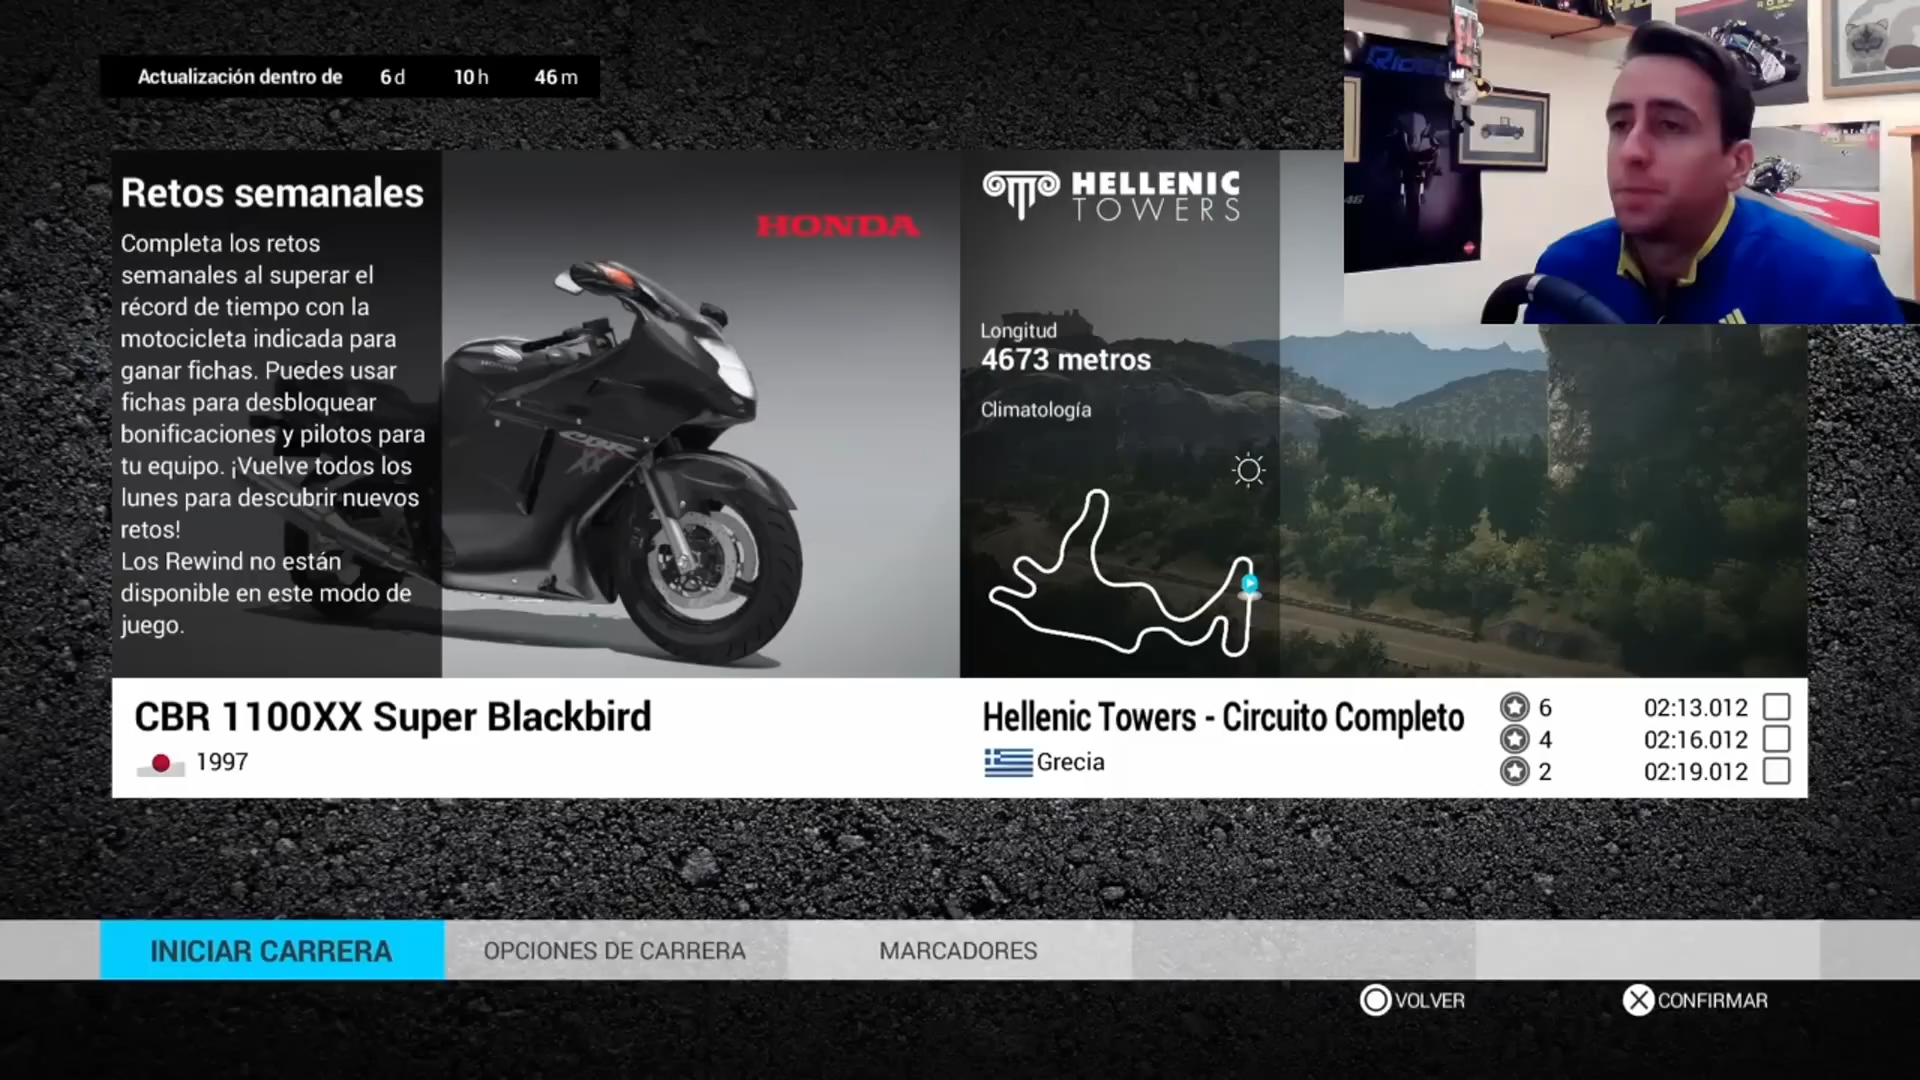 Actualización dentro de 6 d 10 h 46 m
Retos semanales
Completa los retos
semanales al superar el
récord de tiempo con la
motocicleta indicada para
ganar fichas. Puedes usar
fichas para desbloquear
bonificaciones y pilotos para
tu equipo. ¡Vuelve todos los
lunes para descubrir nuevos
retos!
Los Rewind no están
disponible en este modo de
juego.
HONDA
CBR
XX
HELLENIC
TOWERS
Longitud
4673 metros
Climatología
CBR 1100XX Super Blackbird
1997
Hellenic Towers - Circuito Completo
Grecia
6 02:13.012
4 02:16.012
2 02:19.012
INICIAR CARRERA
OPCIONES DE CARRERA
MARCADORES
VOLVER
CONFIRMAR